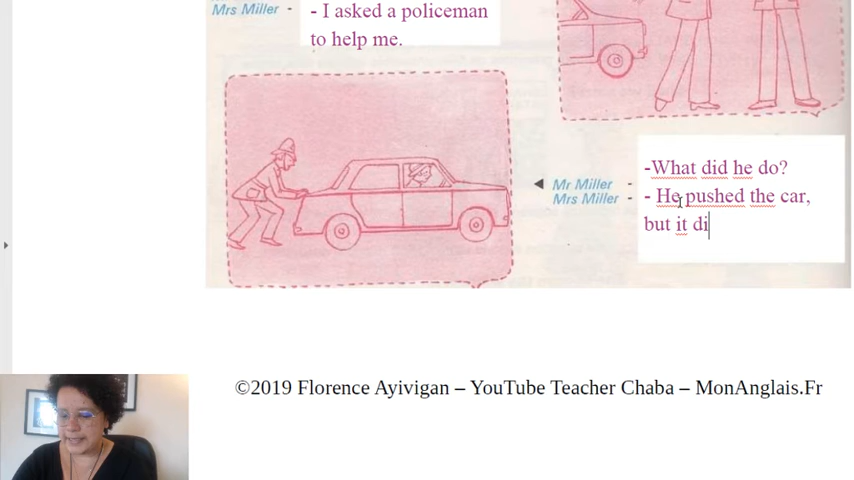 Mrs Miller -
- I asked a policeman
to help me.
Mr Miller -
Mrs Miller -
-What did he do?
- He pushed the car,
but it di
©2019 Florence Ayivigan – YouTube Teacher Chaba – MonAnglais.Fr